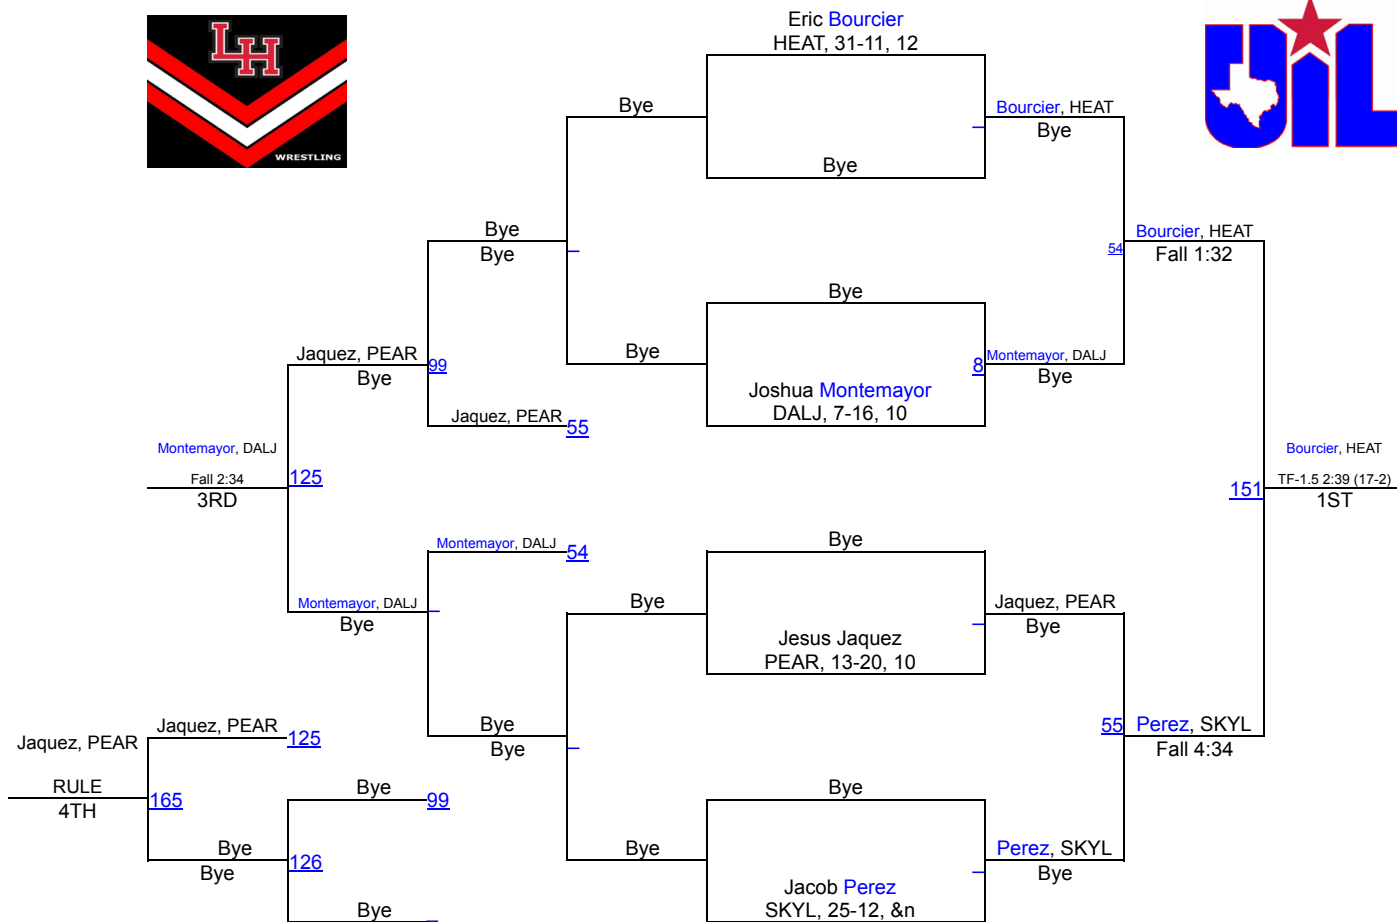 LH
WRESTLING
UIL
Eric Bourcier
HEAT, 31-11, 12
Bye
Bourcier, HEAT
Bye
Bye
Bye
Bye
Bourcier, HEAT
54
Fall 1:32
Bye
Jaquez, PEAR
99
Bye
Bye
8
Montemayor, DALJ
Bye
Joshua Montemayor
DALJ, 7-16, 10
Jaquez, PEAR
55
Montemayor, DALJ
Fall 2:34
125
3RD
Bourcier, HEAT
151
TF-1.5 2:39 (17-2)
1ST
Montemayor, DALJ
54
Bye
Montemayor, DALJ
Bye
Bye
Jaquez, PEAR
Bye
Jesus Jaquez
PEAR, 13-20, 10
Bye
Bye
55
Perez, SKYL
Fall 4:34
Jaquez, PEAR
Jaquez, PEAR
125
RULE
165
4TH
Bye
99
Bye
Bye
126
Bye
Bye
Perez, SKYL
Bye
Jacob Perez
SKYL, 25-12, &n
Bye